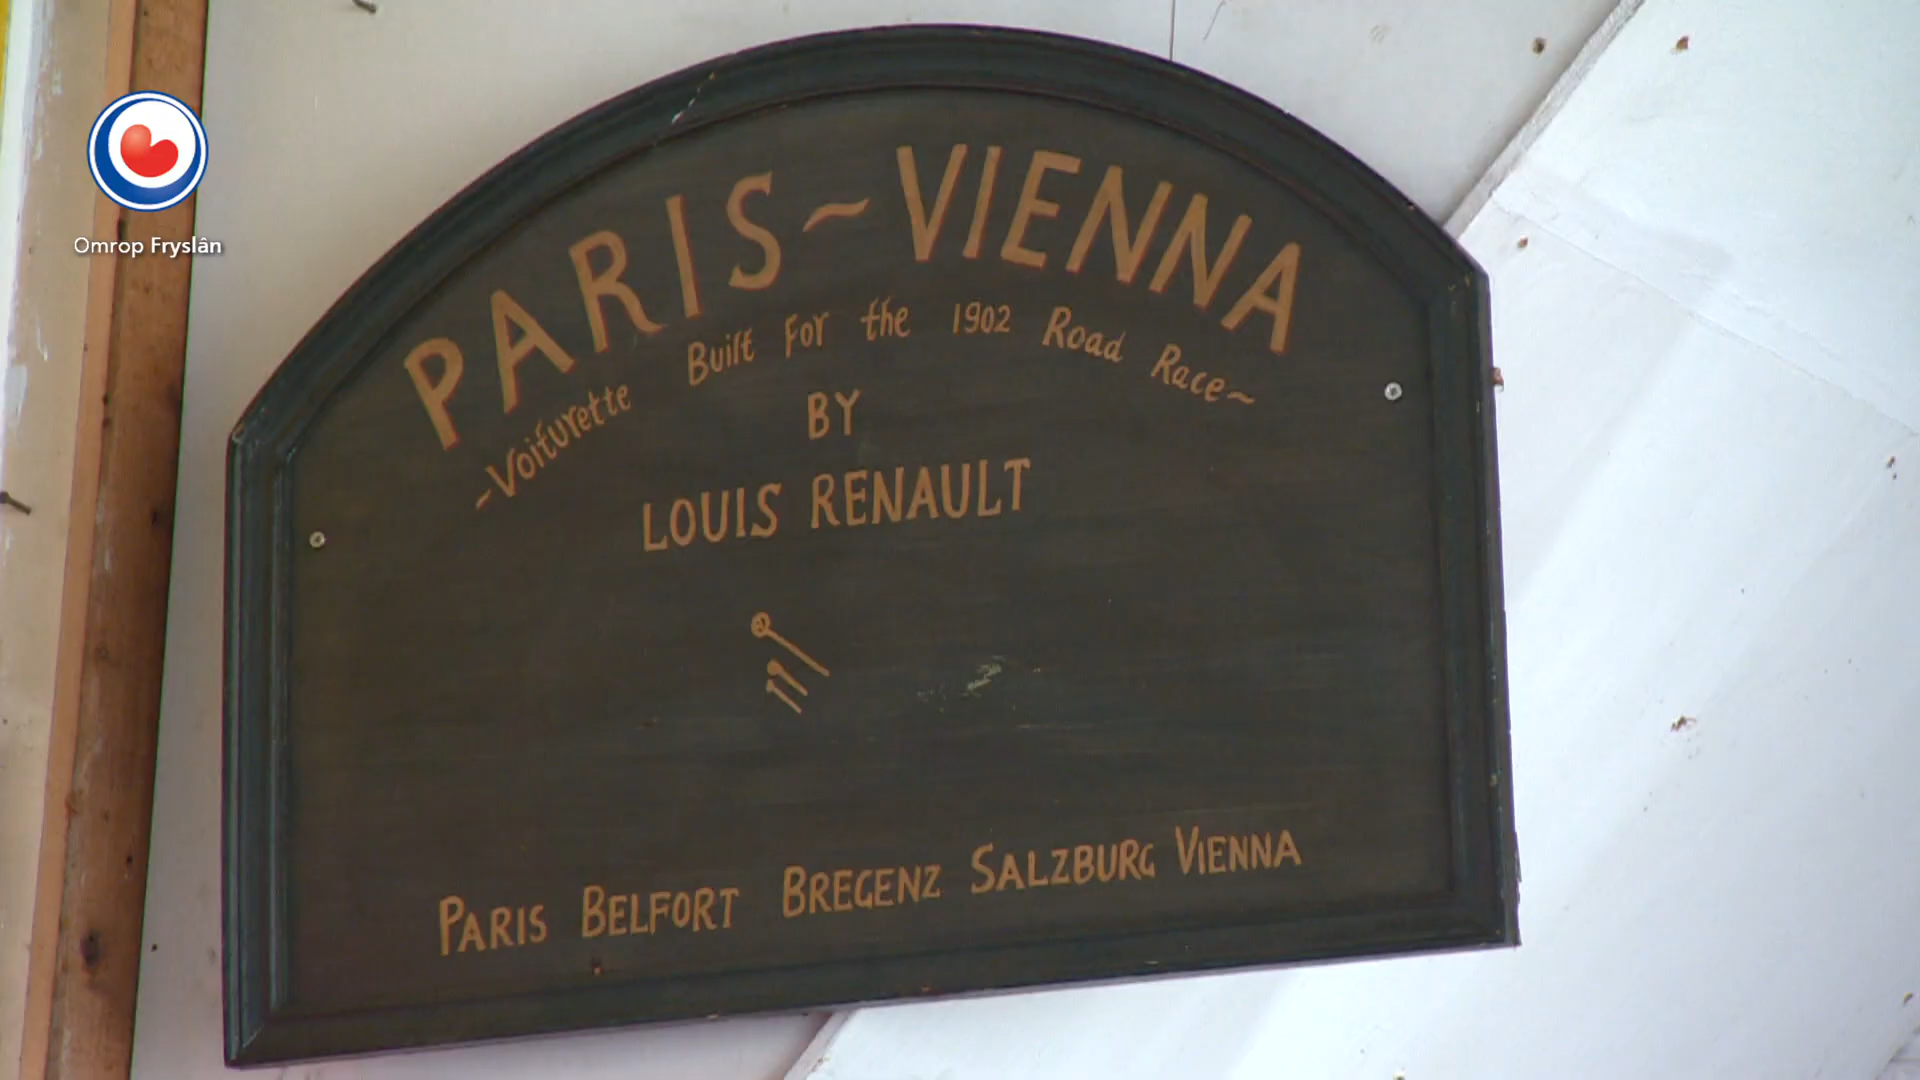 Omrop Fryslân
PARIS ~ VIENNA
~ Voiturette Built For the 1902 Road Race ~
BY
LOUIS RENAULT
PARIS BELFORT BREGENZ SALZBURG VIENNA